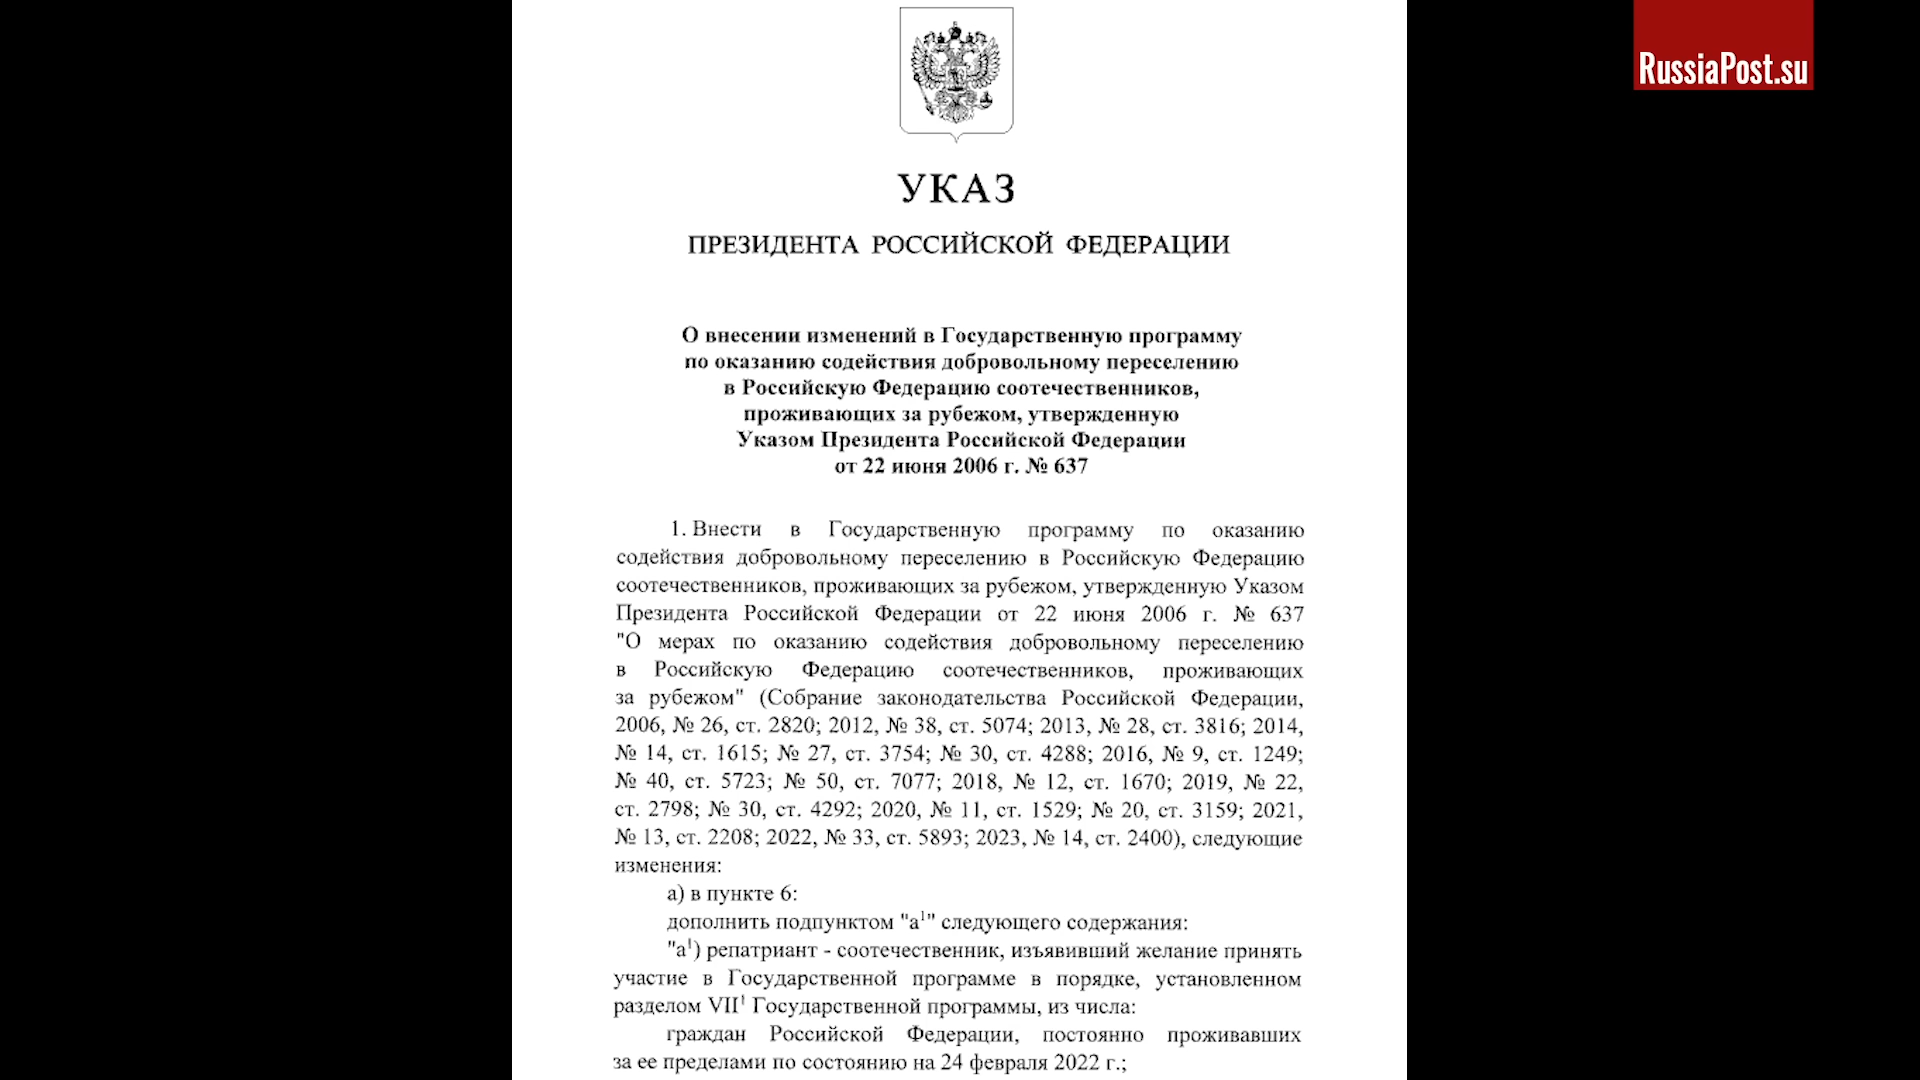 RussiaPost.su
УКАЗ
ПРЕЗИДЕНТА РОССИЙСКОЙ ФЕДЕРАЦИИ
О внесении изменений в Государственную программу
по оказанию содействия добровольному переселению
в Российскую Федерацию соотечественников,
проживающих за рубежом, утвержденную
Указом Президента Российской Федерации
от 22 июня 2006 г. № 637
1. Внести в Государственную программу по оказанию
содействия добровольному переселению в Российскую Федерацию
соотечественников, проживающих за рубежом, утвержденную Указом
Президента Российской Федерации от 22 июня 2006 г. № 637
"О мерах по оказанию содействия добровольному переселению
в Российскую Федерацию соотечественников, проживающих
за рубежом" (Собрание законодательства Российской Федерации,
2006, № 26, ст. 2820; 2012, № 38, ст. 5074; 2013, № 28, ст. 3816; 2014,
№ 14, ст. 1615; № 27, ст. 3754; № 30, ст. 4288; 2016, № 9, ст. 1249;
№ 40, ст. 5723; № 50, ст. 7077; 2018, № 12, ст. 1670; 2019, № 22,
ст. 2798; № 30, ст. 4292; 2020, № 11, ст. 1529; № 20, ст. 3159; 2021,
№ 13, ст. 2208; 2022, № 33, ст. 5893; 2023, № 14, ст. 2400), следующие
изменения:
а) в пункте 6:
дополнить подпунктом "а¹" следующего содержания:
"а¹) репатриант - соотечественник, изъявивший желание принять
участие в Государственной программе в порядке, установленном
разделом VII¹ Государственной программы, из числа:
граждан Российской Федерации, постоянно проживавших
за ее пределами по состоянию на 24 февраля 2022 г.;